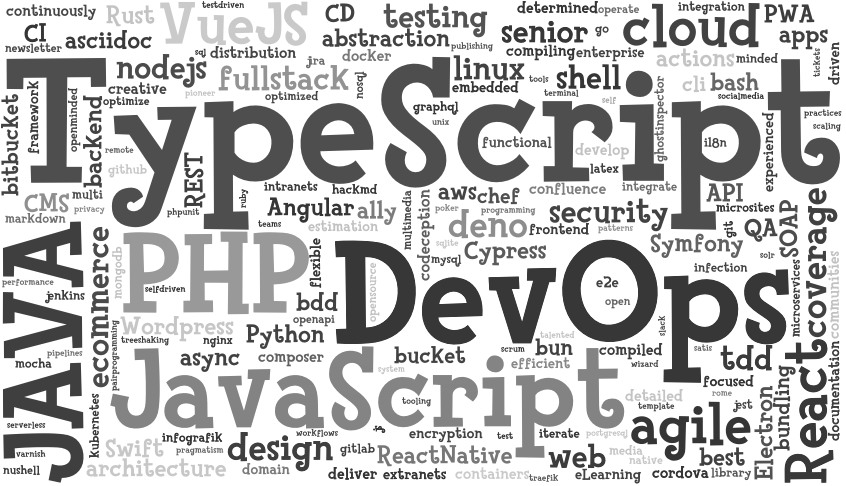 continuously
Rust
VueJS
testdriven
CD
testing
determined
operate
integration
PWA
CI
asciidoc
newsletter
sql
distribution
abstraction
publishing
senior
go
cloud
apps
compiling
enterprise
docker
nodejs
jra
linux
shell
actions
minded
driven
tickets
framework
openminded
creative
fullstack
nosql
embedded
tools
cli
bash
optimize
pioneer
optimized
graphql
terminal
self
socialmedia
practices
TypeScript
bitbucket
backend
unix
functional
ghostinspector
i18n
scaling
remote
develop
experienced
github
REST
latex
CMS
multi
phpunit
ruby
intranets
hackmd
aws
chef
confluence
integrate
API
markdown
privacy
Angular
ally
multimedia
codeception
poker
programming
security
microsites
teams
estimation
deno
frontend
patterns
git
QA
SOAP
coverage
JAVA
ecommerce
mongodb
PHP
flexible
sqlite
mysql
Cypress
Symfony
solr
performance
selfdriven
opensource
DevOps
e2e
open
infection
microservices
communities
jenkins
bdd
openapi
Wordpress
nginx
Python
treeshaking
pairprogramming
slack
talented
pipelines
mocha
async
composer
bucket
scrum
bun
compiled
satis
tdd
React
documentation
system
efficient
wizard
JavaScript
tooling
focused
rome
detailed
template
jest
Electron
bundling
serverless
kubernetes
varnish
Swift
infografik
workflows
encryption
test
iterate
postgresql
agile
pragmatism
design
gitlab
ReactNative
web
media
native
best
nushell
architecture
domain
deliver
extranets
containers
traefik
eLearning
cordova
library